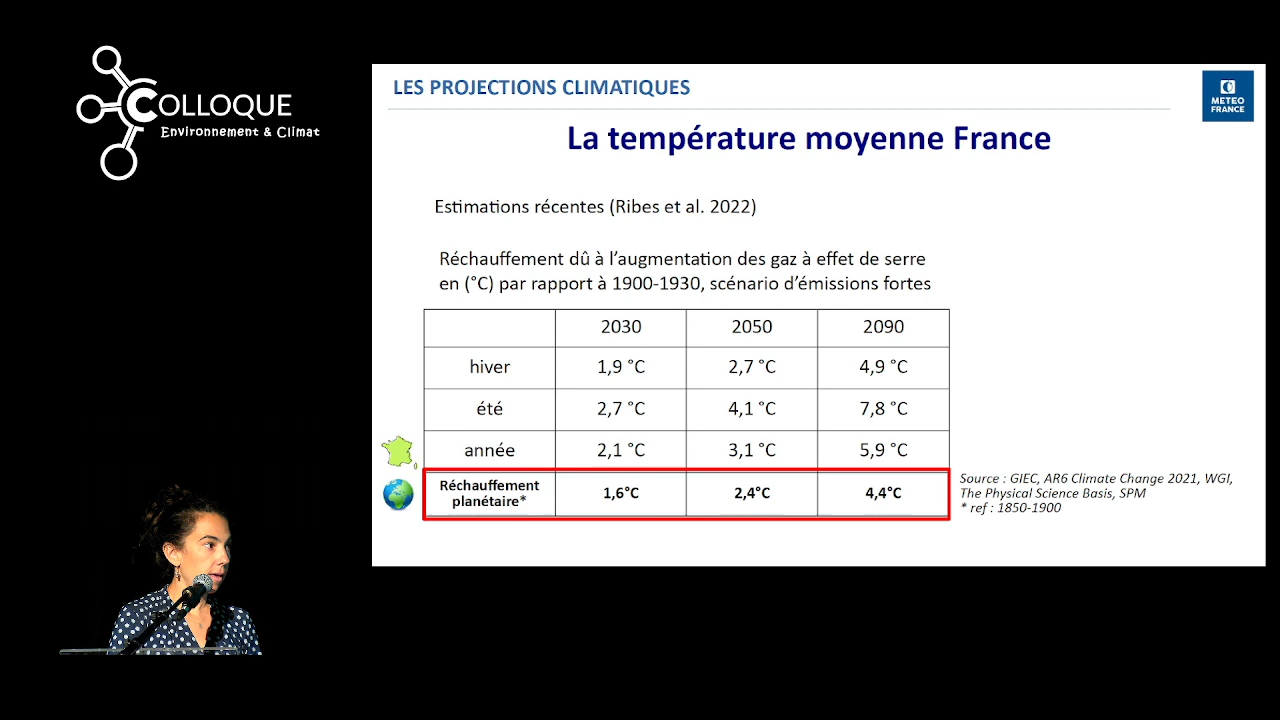 COLLOQUE
Environnement & Climat
LES PROJECTIONS CLIMATIQUES
METEO
FRANCE
La température moyenne France
Estimations récentes (Ribes et al. 2022)
Réchauffement dû à l’augmentation des gaz à effet de serre
en (°C) par rapport à 1900-1930, scénario d’émissions fortes
2030 2050 2090
hiver 1,9 °C 2,7 °C 4,9 °C
été 2,7 °C 4,1 °C 7,8 °C
année 2,1 °C 3,1 °C 5,9 °C
Réchauffement
planétaire* 1,6°C 2,4°C 4,4°C
Source : GIEC, AR6 Climate Change 2021, WGI,
The Physical Science Basis, SPM
* ref : 1850-1900